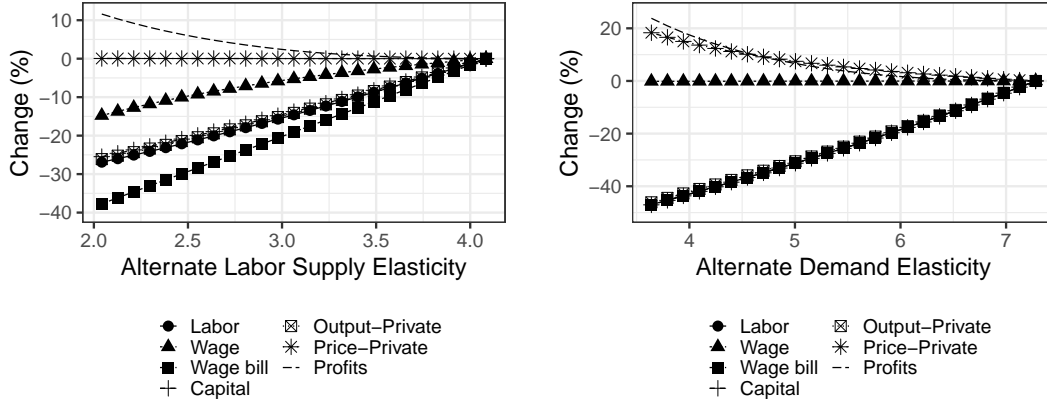 10
0
−10
−20
−30
−40
Change (%)
2.0 2.5 3.0 3.5 4.0
Alternate Labor Supply Elasticity
Labor
Wage
Wage bill
Capital
Output−Private
Price−Private
Profits
20
0
−20
−40
Change (%)
4 5 6 7
Alternate Demand Elasticity
Labor
Wage
Wage bill
Capital
Output−Private
Price−Private
Profits